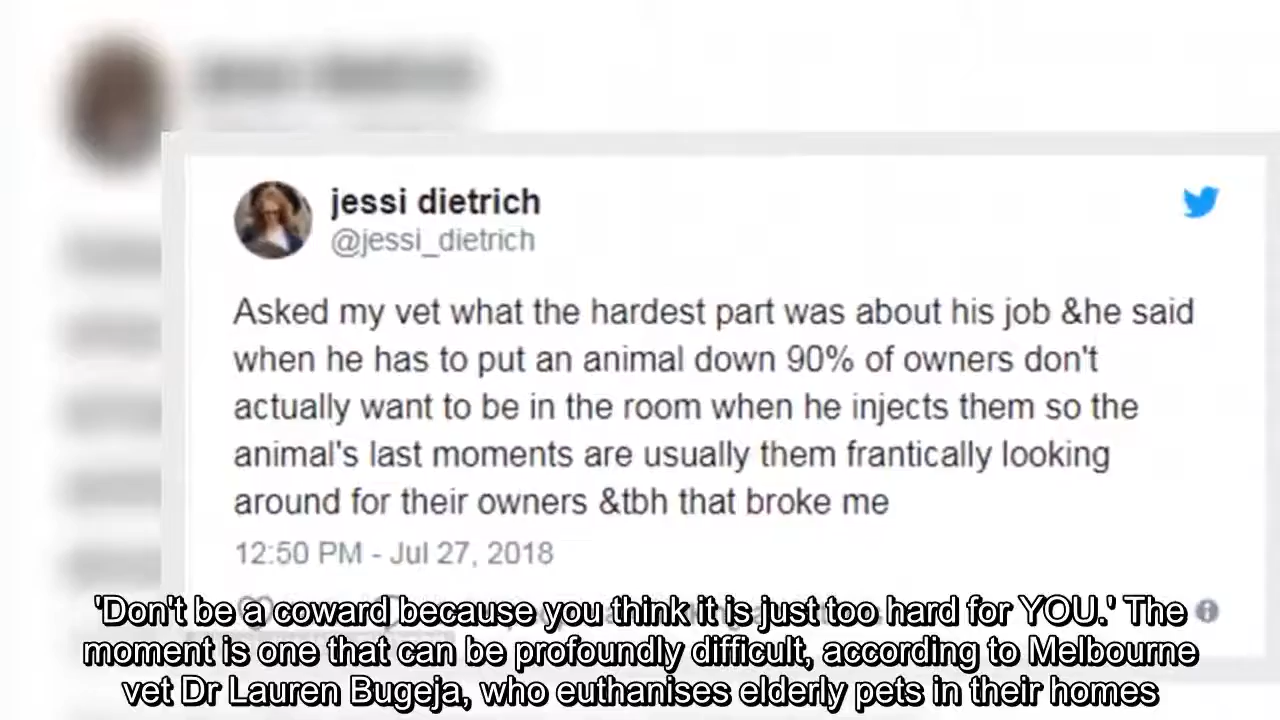 jessi dietrich
@jessi_dietrich
Asked my vet what the hardest part was about his job &he said
when he has to put an animal down 90% of owners don't
actually want to be in the room when he injects them so the
animal's last moments are usually them frantically looking
around for their owners &tbh that broke me
12:50 PM - Jul 27, 2018
'Don't be a coward because you think it is just too hard for YOU.' The
moment is one that can be profoundly difficult, according to Melbourne
vet Dr Lauren Bugeja, who euthanises elderly pets in their homes